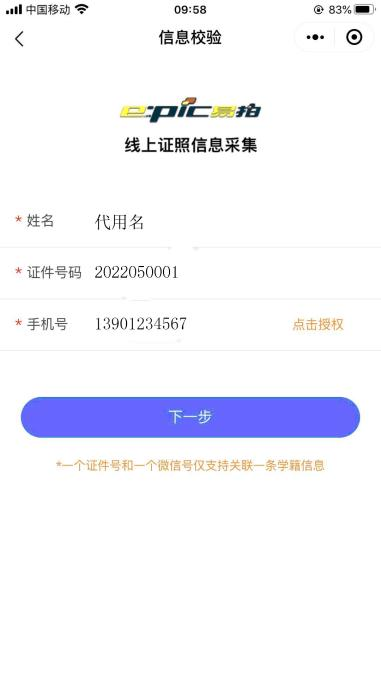 中国移动 09:58 83%
信息校验
e:pic易拍
线上证照信息采集
* 姓名 代用名
* 证件号码 2022050001
* 手机号 13901234567 点击授权
下一步
*一个证件号和一个微信号仅支持关联一条学籍信息